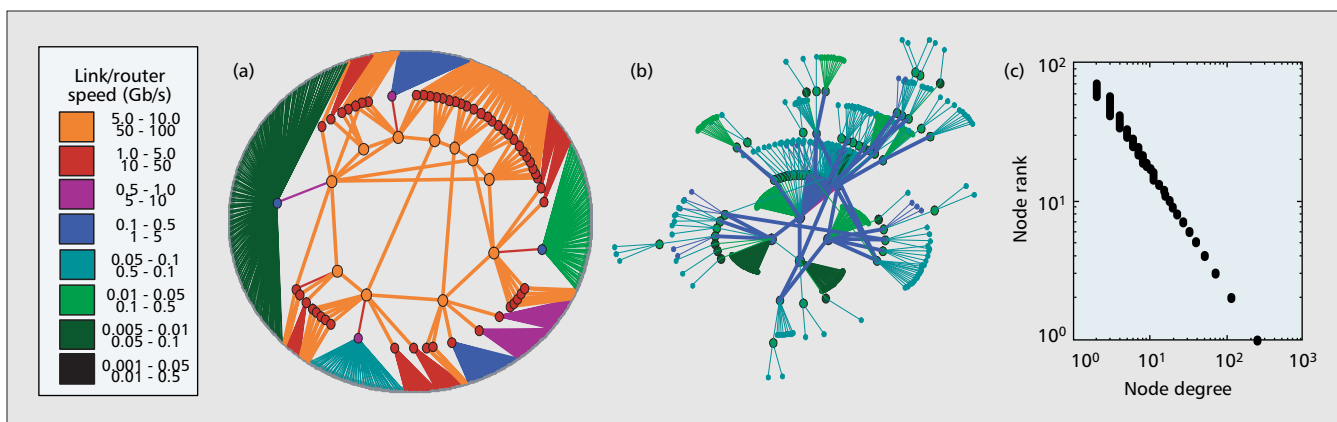 Link/router
speed (Gb/s)
5.0 - 10.0
50 - 100
1.0 - 5.0
10 - 50
0.5 - 1.0
5 - 10
0.1 - 0.5
1 - 5
0.05 - 0.1
0.5 - 0.1
0.01 - 0.05
0.1 - 0.5
0.005 - 0.01
0.05 - 0.1
0.001 - 0.05
0.01 - 0.5
(a)
(b)
(c)
Node rank
10²
10¹
10⁰
10⁰ 10¹ 10² 10³
Node degree